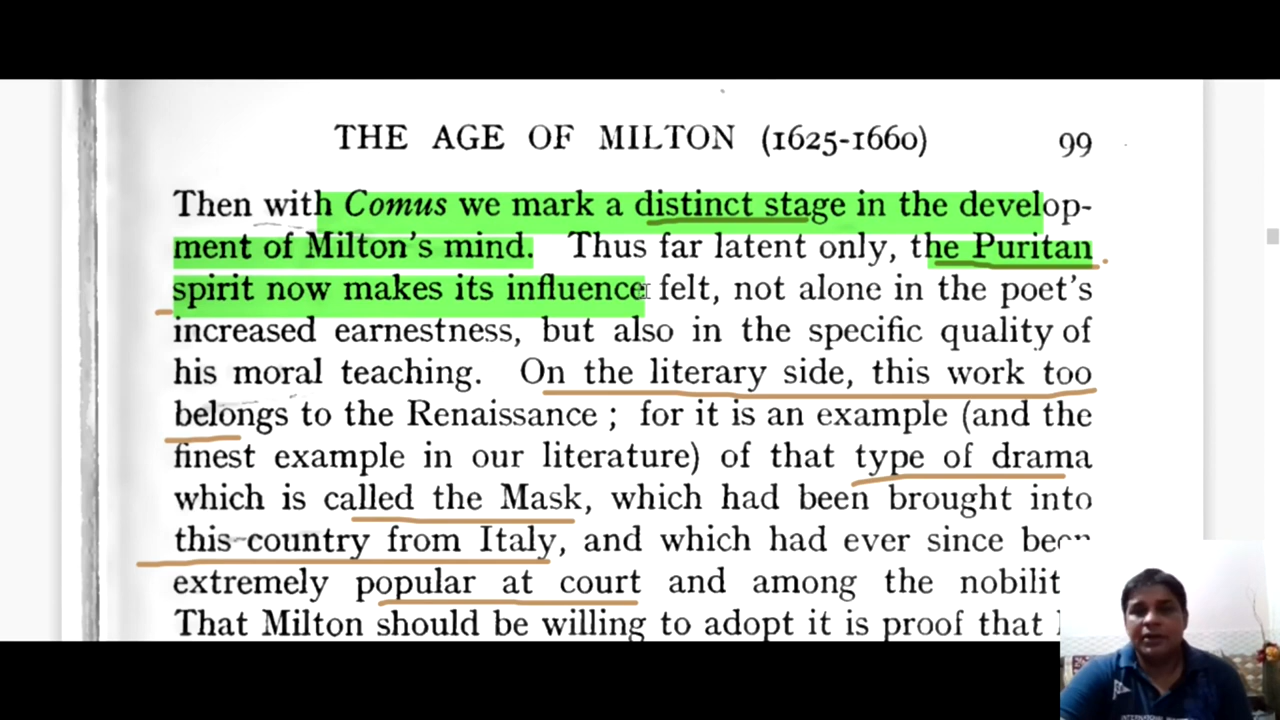 THE AGE OF MILTON (1625-1660) 99
Then with Comus we mark a distinct stage in the develop-
ment of Milton's mind. Thus far latent only, the Puritan
spirit now makes its influence felt, not alone in the poet's
increased earnestness, but also in the specific quality of
his moral teaching. On the literary side, this work too
belongs to the Renaissance ; for it is an example (and the
finest example in our literature) of that type of drama
which is called the Mask, which had been brought into
this country from Italy, and which had ever since been
extremely popular at court and among the nobilit
That Milton should be willing to adopt it is proof that